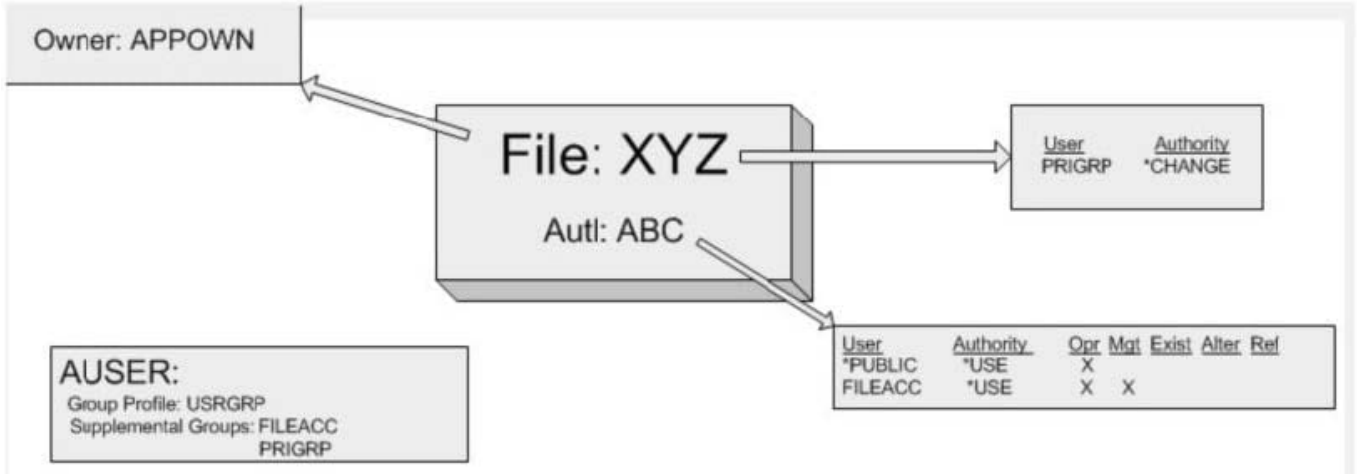 Owner: APPOWN
File: XYZ
Autl: ABC
User Authority
PRIGRP *CHANGE
User Authority Opr Mgt Exist Alter Ref
*PUBLIC *USE X
FILEACC *USE X X
AUSER:
Group Profile: USRGRP
Supplemental Groups: FILEACC
PRIGRP